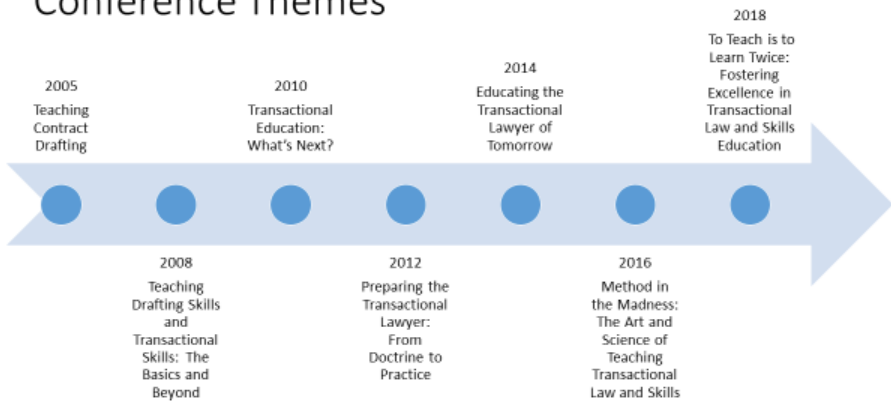 Conference Themes
2005
Teaching
Contract
Drafting
2008
Teaching
Drafting Skills
and
Transactional
Skills: The
Basics and
Beyond
2010
Transactional
Education:
What's Next?
2012
Preparing the
Transactional
Lawyer:
From
Doctrine to
Practice
2014
Educating the
Transactional
Lawyer of
Tomorrow
2016
Method in
the Madness:
The Art and
Science of
Teaching
Transactional
Law and Skills
2018
To Teach is to
Learn Twice:
Fostering
Excellence in
Transactional
Law and Skills
Education